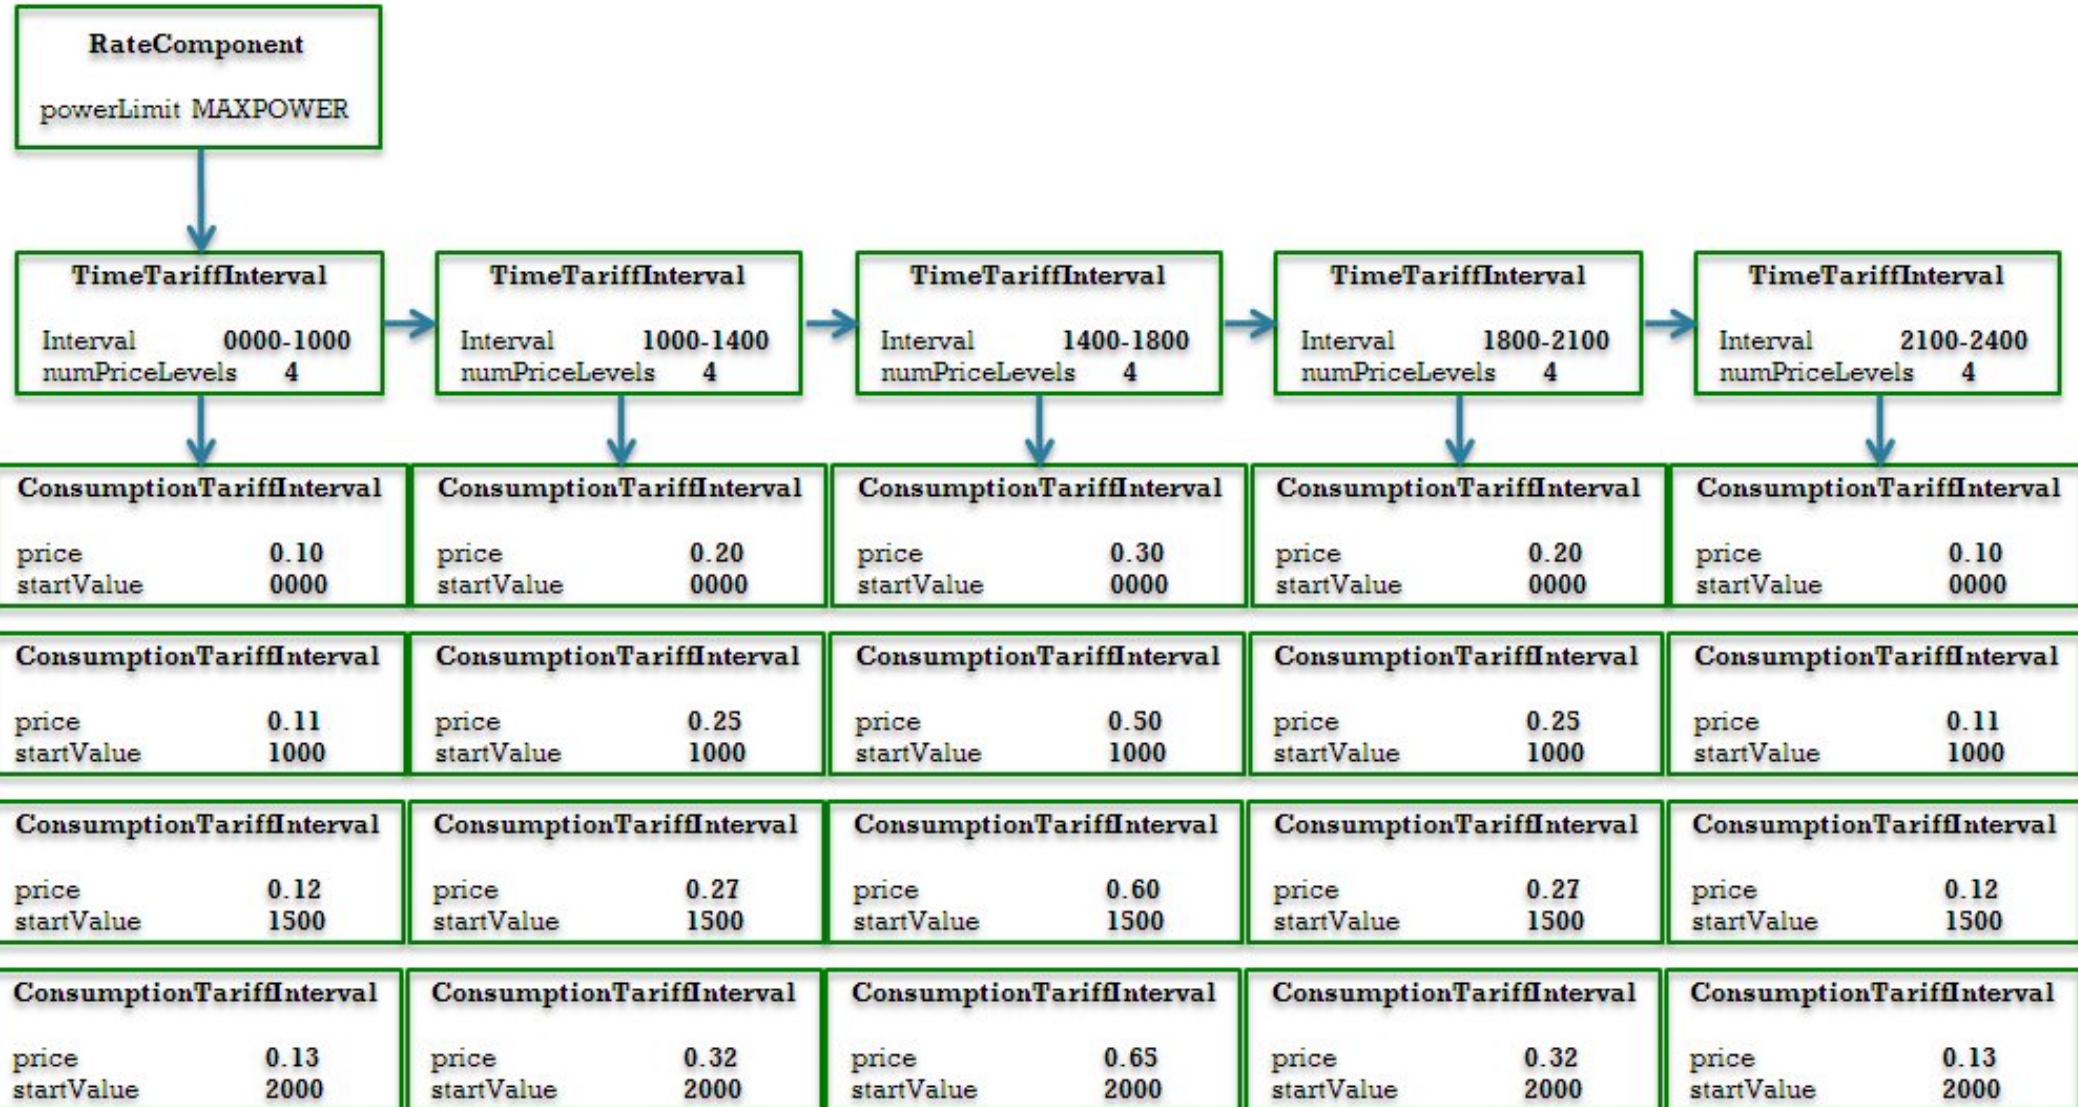 RateComponent
powerLimit MAXPOWER
TimeTariffInterval
Interval 0000-1000
numPriceLevels 4
TimeTariffInterval
Interval 1000-1400
numPriceLevels 4
TimeTariffInterval
Interval 1400-1800
numPriceLevels 4
TimeTariffInterval
Interval 1800-2100
numPriceLevels 4
TimeTariffInterval
Interval 2100-2400
numPriceLevels 4
ConsumptionTariffInterval
price 0.10
startValue 0000
ConsumptionTariffInterval
price 0.20
startValue 0000
ConsumptionTariffInterval
price 0.30
startValue 0000
ConsumptionTariffInterval
price 0.20
startValue 0000
ConsumptionTariffInterval
price 0.10
startValue 0000
ConsumptionTariffInterval
price 0.11
startValue 1000
ConsumptionTariffInterval
price 0.25
startValue 1000
ConsumptionTariffInterval
price 0.50
startValue 1000
ConsumptionTariffInterval
price 0.25
startValue 1000
ConsumptionTariffInterval
price 0.11
startValue 1000
ConsumptionTariffInterval
price 0.12
startValue 1500
ConsumptionTariffInterval
price 0.27
startValue 1500
ConsumptionTariffInterval
price 0.60
startValue 1500
ConsumptionTariffInterval
price 0.27
startValue 1500
ConsumptionTariffInterval
price 0.12
startValue 1500
ConsumptionTariffInterval
price 0.13
startValue 2000
ConsumptionTariffInterval
price 0.32
startValue 2000
ConsumptionTariffInterval
price 0.65
startValue 2000
ConsumptionTariffInterval
price 0.32
startValue 2000
ConsumptionTariffInterval
price 0.13
startValue 2000